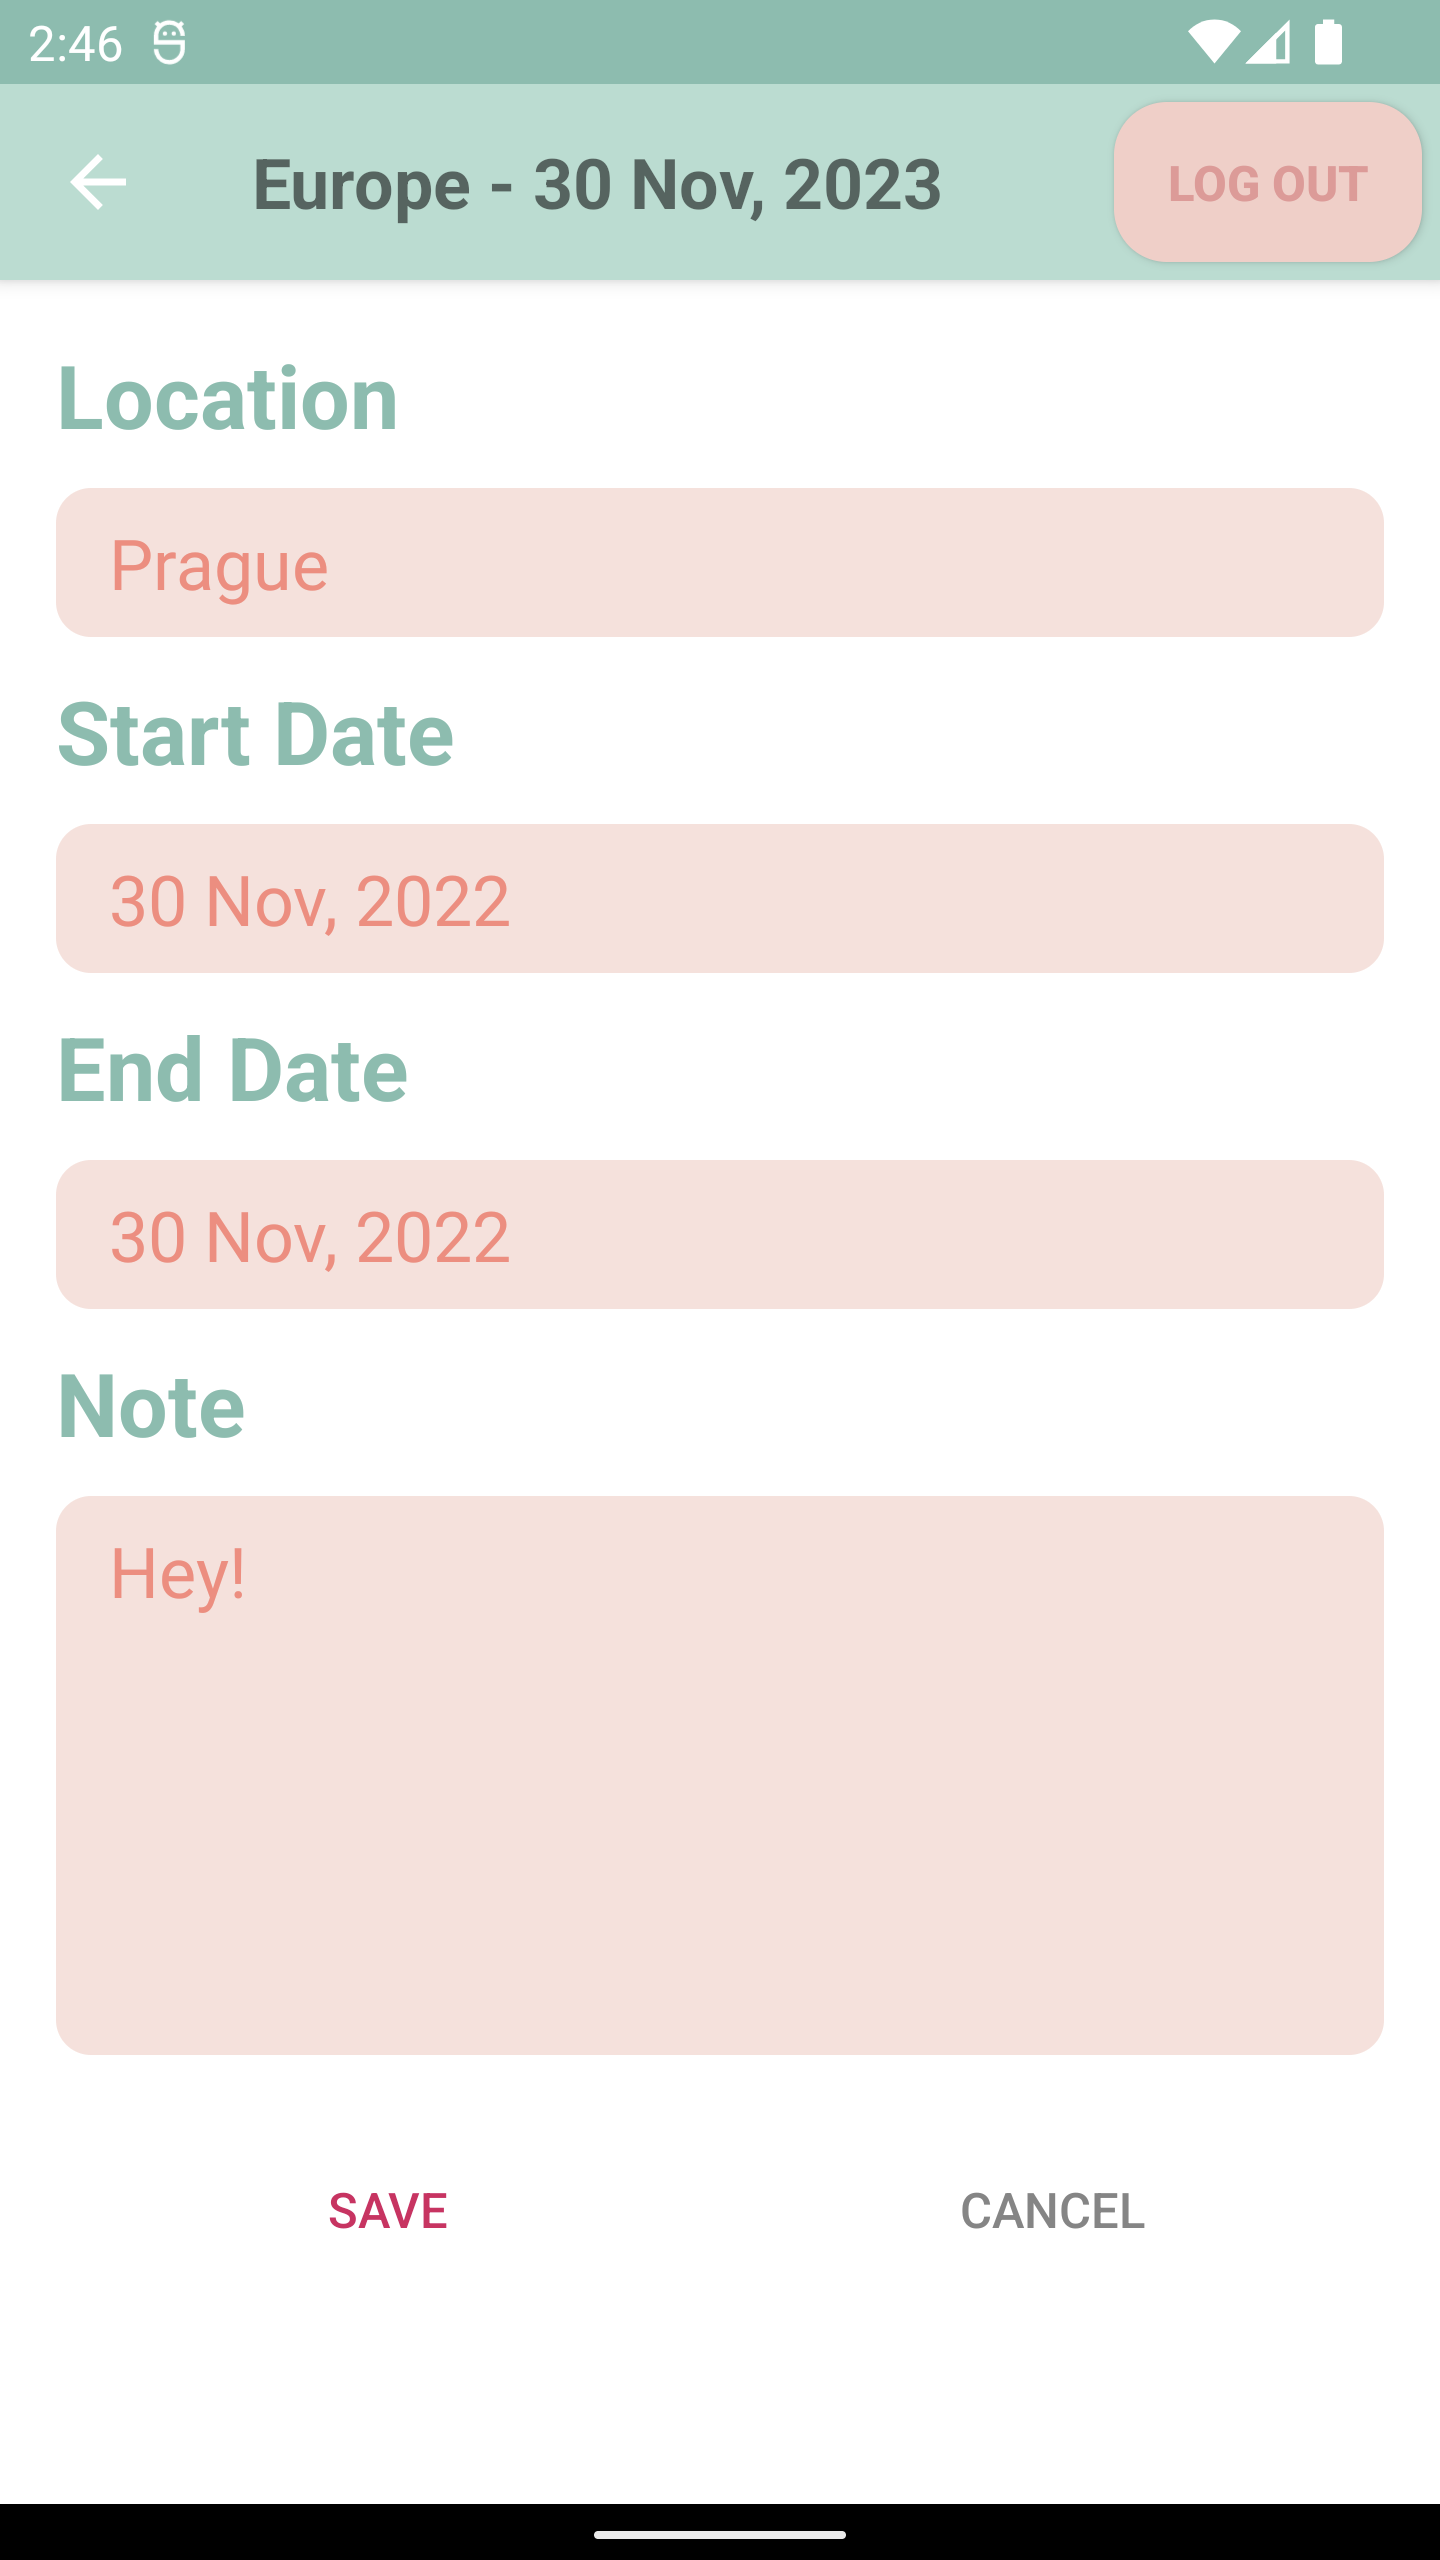 2:46
Europe - 30 Nov, 2023
LOG OUT
Location
Prague
Start Date
30 Nov, 2022
End Date
30 Nov, 2022
Note
Hey!
SAVE
CANCEL